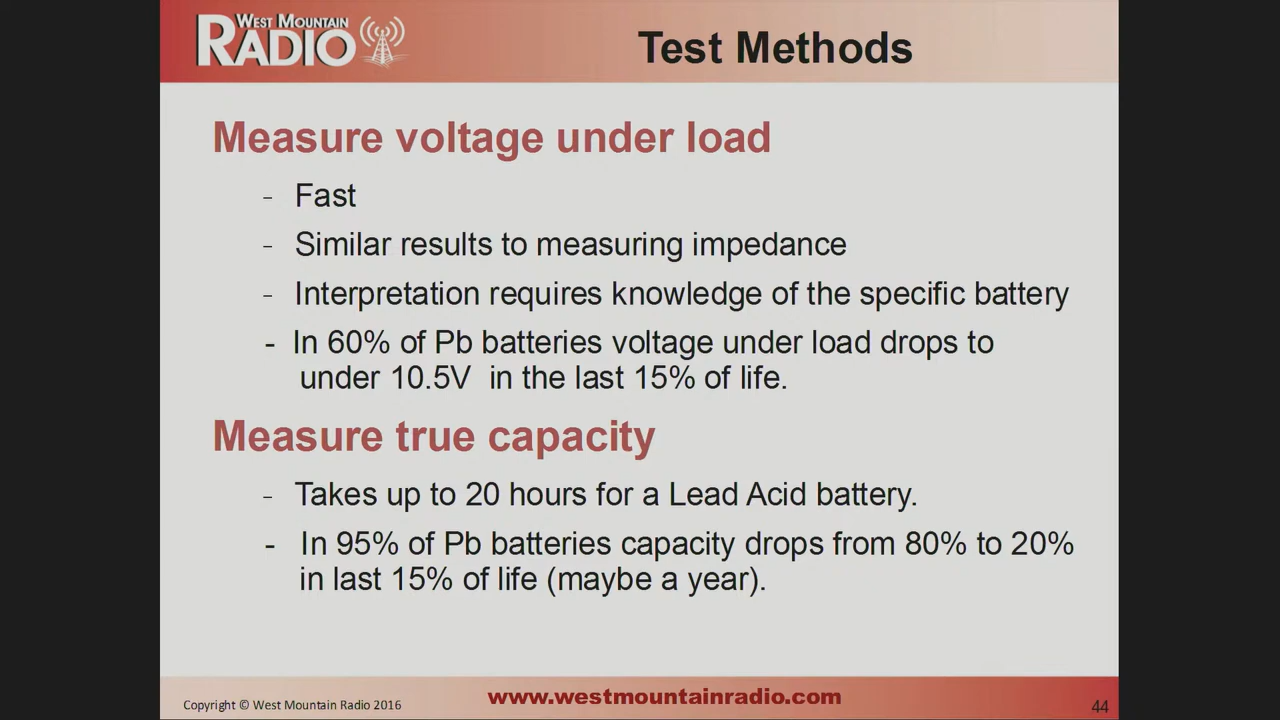 WEST MOUNTAIN
RADIO
Test Methods
Measure voltage under load
- Fast
- Similar results to measuring impedance
- Interpretation requires knowledge of the specific battery
- In 60% of Pb batteries voltage under load drops to
under 10.5V in the last 15% of life.
Measure true capacity
- Takes up to 20 hours for a Lead Acid battery.
- In 95% of Pb batteries capacity drops from 80% to 20%
in last 15% of life (maybe a year).
Copyright © West Mountain Radio 2016
www.westmountainradio.com
44